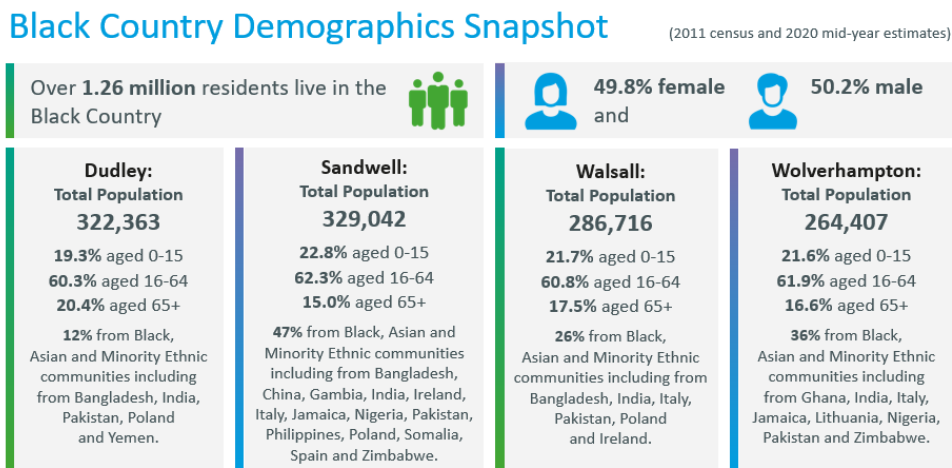 Black Country Demographics Snapshot
(2011 census and 2020 mid-year estimates)
Over 1.26 million residents live in the
Black Country
49.8% female
and
50.2% male
Dudley:
Total Population
322,363
19.3% aged 0-15
60.3% aged 16-64
20.4% aged 65+
12% from Black,
Asian and Minority Ethnic
communities including
from Bangladesh, India,
Pakistan, Poland
and Yemen.
Sandwell:
Total Population
329,042
22.8% aged 0-15
62.3% aged 16-64
15.0% aged 65+
47% from Black, Asian and
Minority Ethnic communities
including from Bangladesh,
China, Gambia, India, Ireland,
Italy, Jamaica, Nigeria, Pakistan,
Philippines, Poland, Somalia,
Spain and Zimbabwe.
Walsall:
Total Population
286,716
21.7% aged 0-15
60.8% aged 16-64
17.5% aged 65+
26% from Black,
Asian and Minority Ethnic
communities including from
Bangladesh, India, Italy,
Pakistan, Poland
and Ireland.
Wolverhampton:
Total Population
264,407
21.6% aged 0-15
61.9% aged 16-64
16.6% aged 65+
36% from Black,
Asian and Minority Ethnic
communities including
from Ghana, India, Italy,
Jamaica, Lithuania, Nigeria,
Pakistan and Zimbabwe.